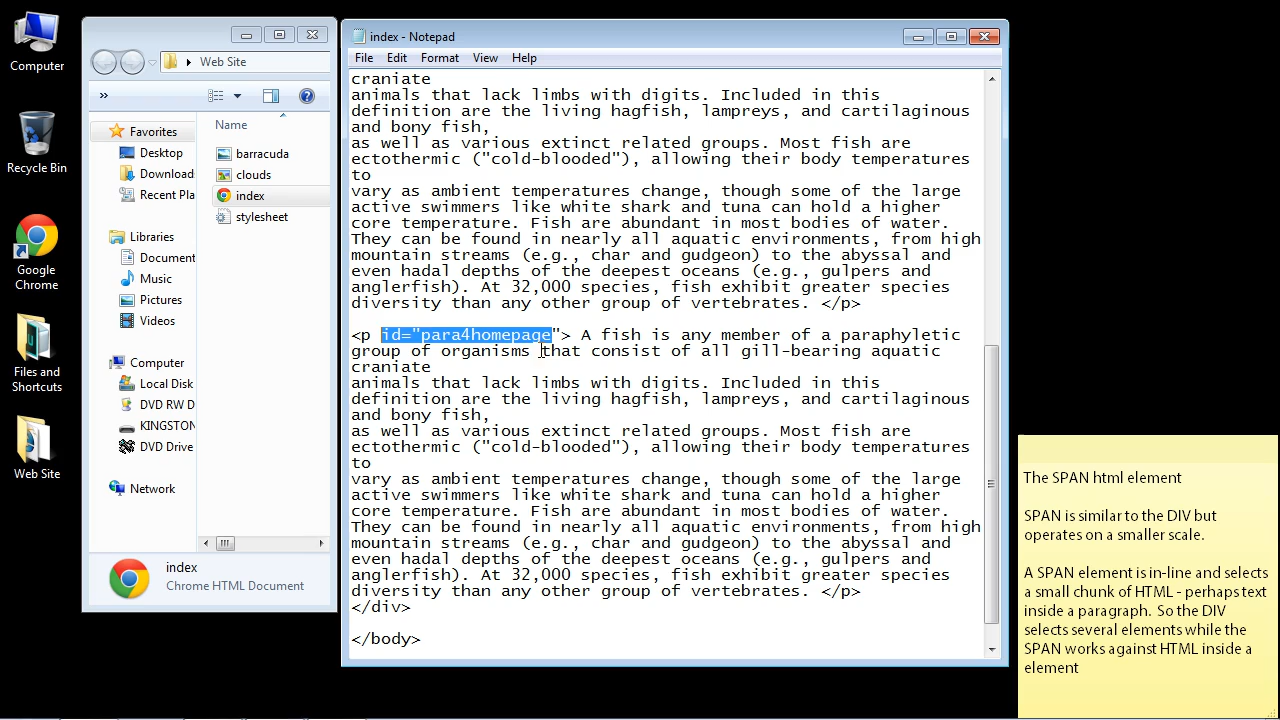 Computer
Recycle Bin
Google
Chrome
Files and
Shortcuts
Web Site
Web Site
»
Name
Favorites
Desktop
Download
Recent Pla
Libraries
Document
Music
Pictures
Videos
Computer
Local Disk
DVD RW D
KINGSTON
DVD Drive
Network
barracuda
clouds
index
stylesheet
index
Chrome HTML Document
index - Notepad
File Edit Format View Help
craniate
animals that lack limbs with digits. Included in this
definition are the living hagfish, lampreys, and cartilaginous
and bony fish,
as well as various extinct related groups. Most fish are
ectothermic ("cold-blooded"), allowing their body temperatures
to
vary as ambient temperatures change, though some of the large
active swimmers like white shark and tuna can hold a higher
core temperature. Fish are abundant in most bodies of water.
They can be found in nearly all aquatic environments, from high
mountain streams (e.g., char and gudgeon) to the abyssal and
even hadal depths of the deepest oceans (e.g., gulpers and
anglerfish). At 32,000 species, fish exhibit greater species
diversity than any other group of vertebrates. </p>
<p id="para4homepage"> A fish is any member of a paraphyletic
group of organisms that consist of all gill-bearing aquatic
craniate
animals that lack limbs with digits. Included in this
definition are the living hagfish, lampreys, and cartilaginous
and bony fish,
as well as various extinct related groups. Most fish are
ectothermic ("cold-blooded"), allowing their body temperatures
to
vary as ambient temperatures change, though some of the large
active swimmers like white shark and tuna can hold a higher
core temperature. Fish are abundant in most bodies of water.
They can be found in nearly all aquatic environments, from high
mountain streams (e.g., char and gudgeon) to the abyssal and
even hadal depths of the deepest oceans (e.g., gulpers and
anglerfish). At 32,000 species, fish exhibit greater species
diversity than any other group of vertebrates. </p>
</div>
</body>
The SPAN html element
SPAN is similar to the DIV but
operates on a smaller scale.
A SPAN element is in-line and selects
a small chunk of HTML - perhaps text
inside a paragraph. So the DIV
selects several elements while the
SPAN works against HTML inside a
element